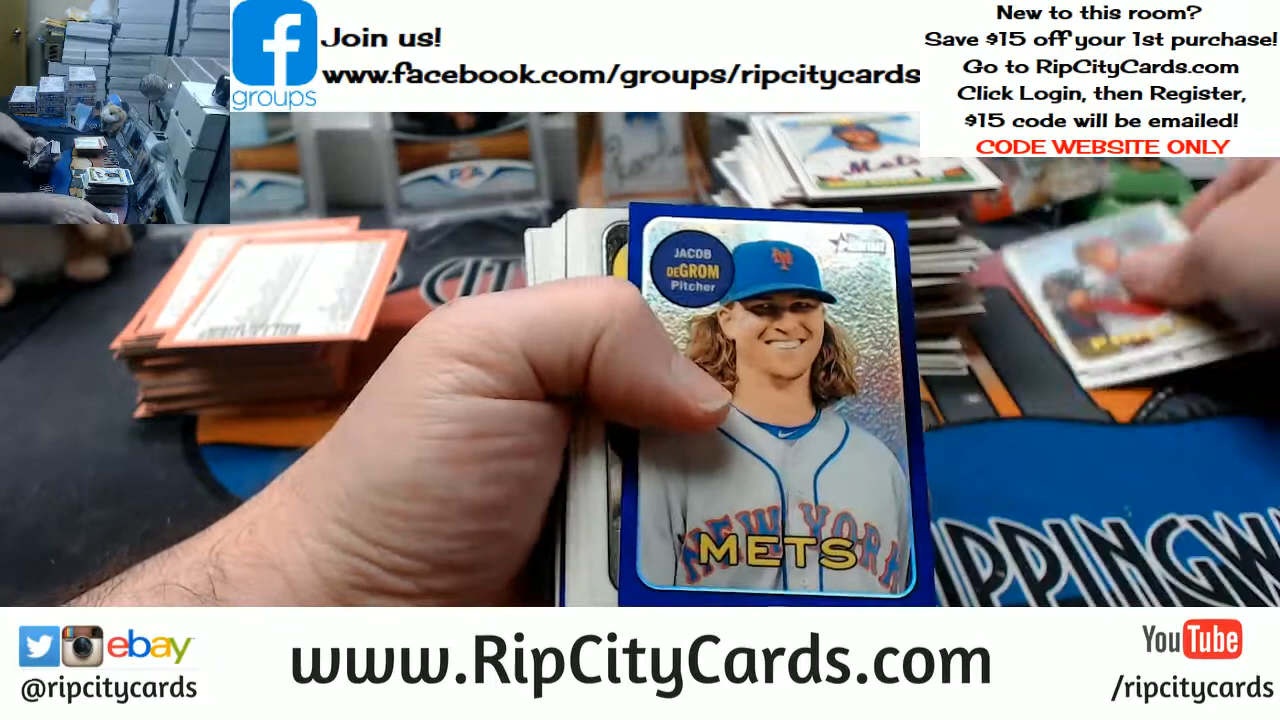 Join us!
www.facebook.com/groups/ripcitycards
groups
New to this room?
Save $15 off your 1st purchase!
Go to RipCityCards.com
Click Login, then Register,
$15 code will be emailed!
CODE WEBSITE ONLY
Mets
JACOB
DEGROM
Pitcher
NEW YORK
METS
IPPINGW
ebay
@ripcitycards
www.RipCityCards.com
YouTube
/ripcitycards